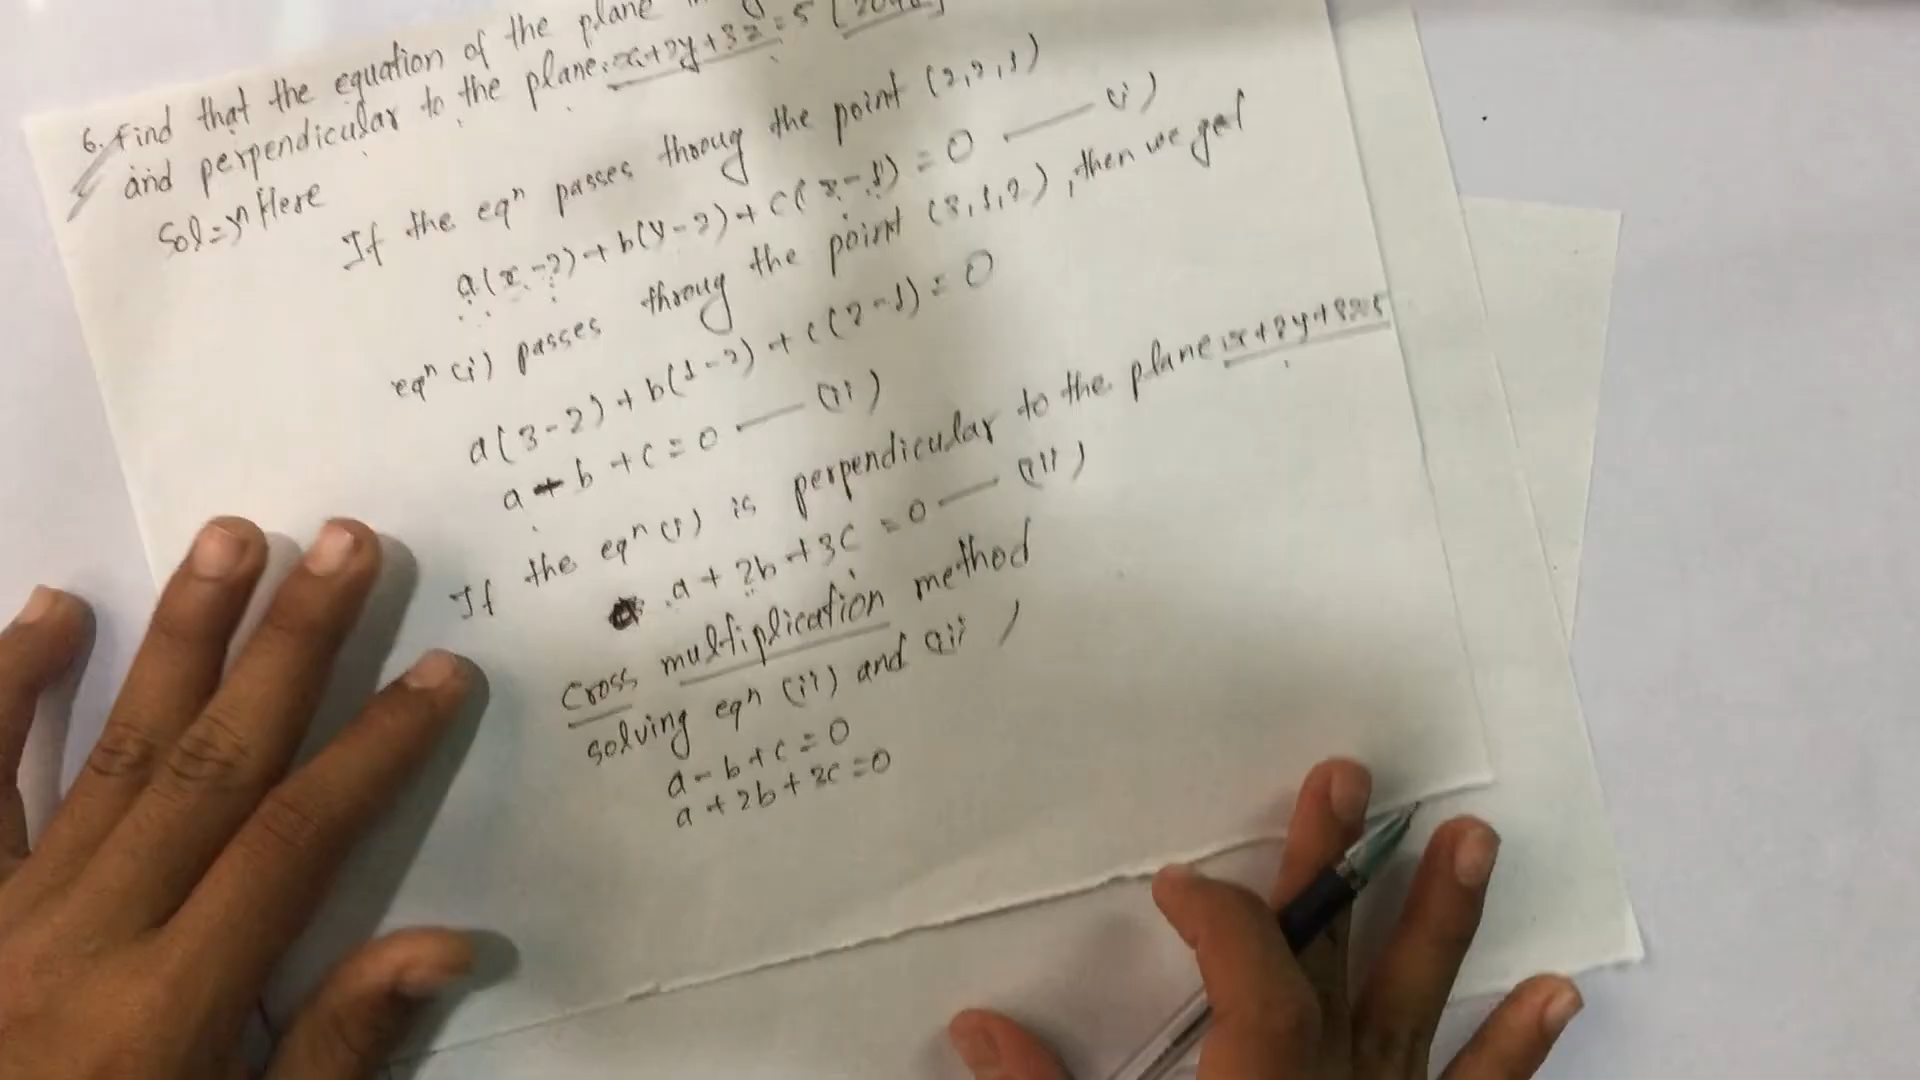 6. Find that the equation of the plane
and perpendicular to the plane x+2y+3z=5
Sol=>n Here
If the eqn passes throug the point (2,2,1)
a(x-2)+b(y-2)+c(z-1)=0 —— (i)
eqn (i) passes throug the point (3,1,2), then we get
a(3-2)+b(1-2)+c(2-1)=0
a - b +c=0 —— (ii)
If the eqn (i) is perpendicular to the plane x+2y+3z=5
a+2b+3c=0 —— (iii)
Cross multiplication method
solving eqn (ii) and (iii)
a-b+c=0
a+2b+3c=0